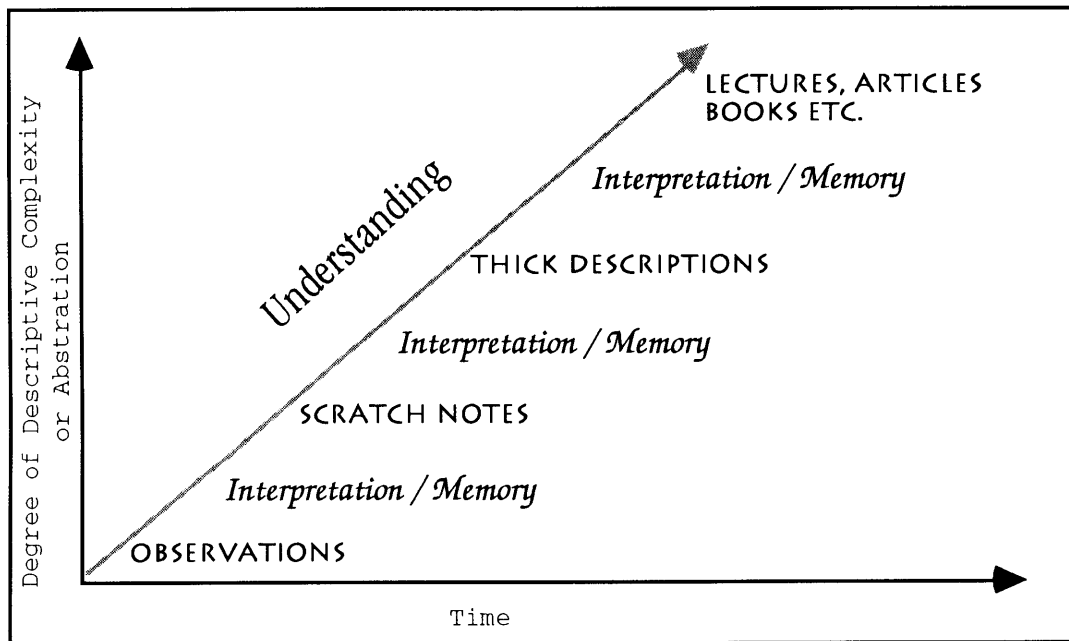 Degree of Descriptive Complexity
or Abstration
Understanding
LECTURES, ARTICLES
BOOKS ETC.
Interpretation / Memory
THICK DESCRIPTIONS
Interpretation / Memory
SCRATCH NOTES
Interpretation / Memory
OBSERVATIONS
Time